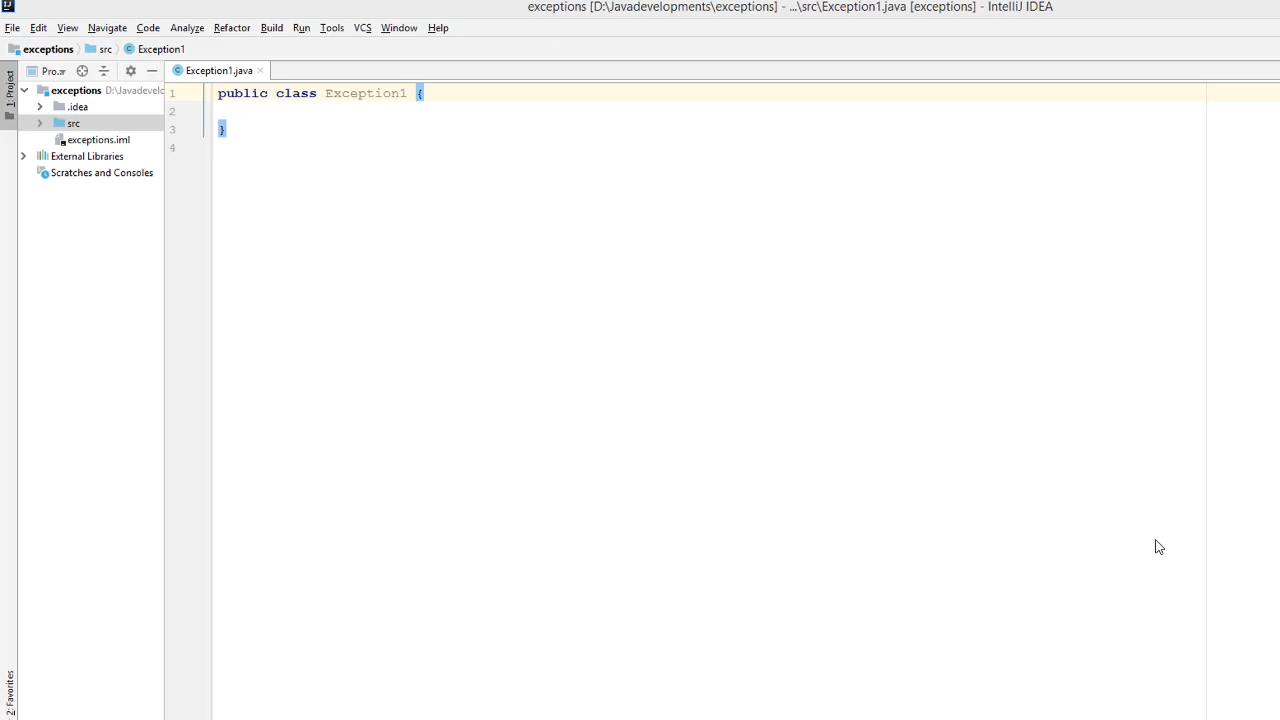 exceptions [D:\Javadevelopments\exceptions] - ...\src\Exception1.java [exceptions] - IntelliJ IDEA
File Edit View Navigate Code Analyze Refactor Build Run Tools VCS Window Help
exceptions src Exception1
1: Project
Pro...
Exception1.java
exceptions D:\Javadevelo
.idea
src
exceptions.iml
External Libraries
Scratches and Consoles
1 public class Exception1 {
2
3 }
4
2: Favorites